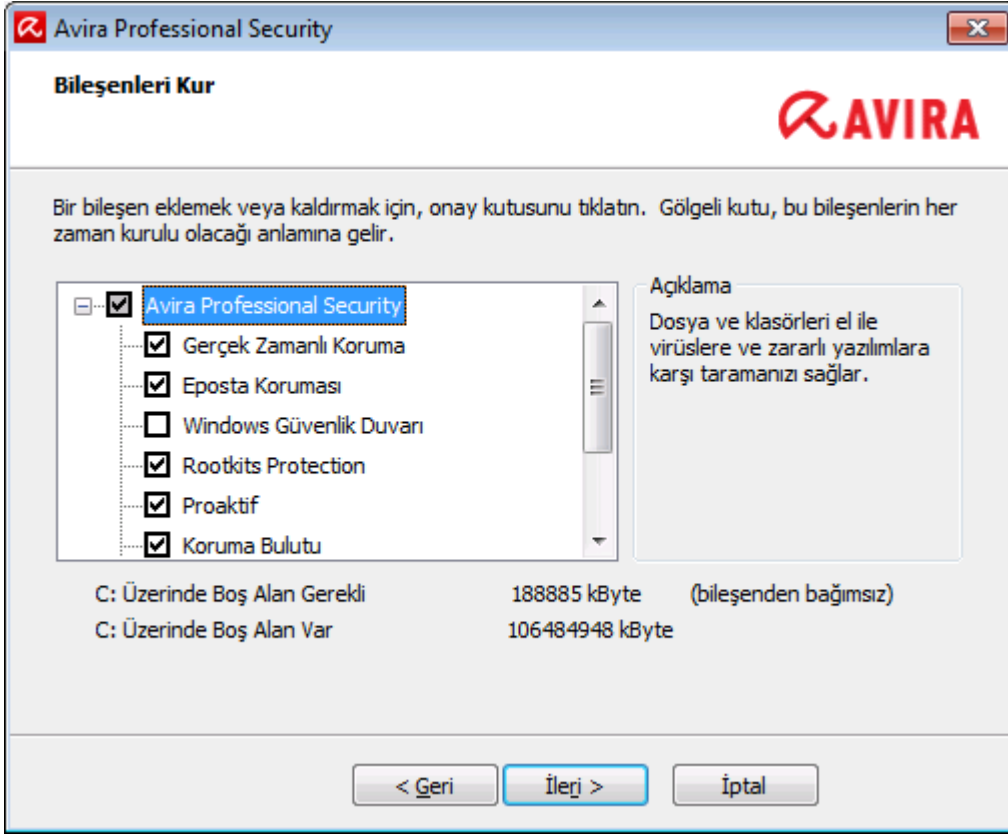 Avira Professional Security
Bileşenleri Kur
AVIRA
Bir bileşen eklemek veya kaldırmak için, onay kutusunu tıklatın.  Gölgeli kutu, bu bileşenlerin her
zaman kurulu olacağı anlamına gelir.
Avira Professional Security
Gerçek Zamanlı Koruma
Eposta Koruması
Windows Güvenlik Duvarı
Rootkits Protection
Proaktif
Koruma Bulutu
Açıklama
Dosya ve klasörleri el ile
virüslere ve zararlı yazılımlara
karşı taramanızı sağlar.
C: Üzerinde Boş Alan Gerekli 188885 kByte (bileşenden bağımsız)
C: Üzerinde Boş Alan Var 106484948 kByte
< Geri İleri > İptal